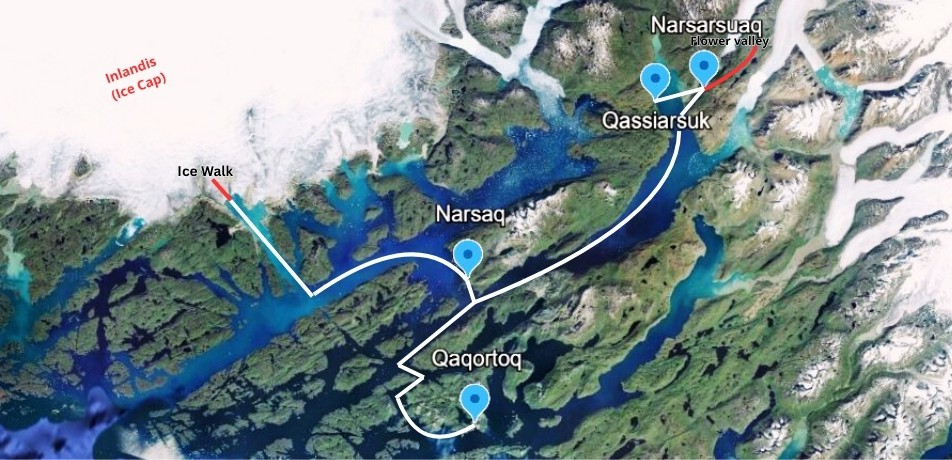 Narsarsuaq
Flower valley
Inlandis
(Ice Cap)
Qassiarsuk
Ice Walk
Narsaq
Qaqortoq